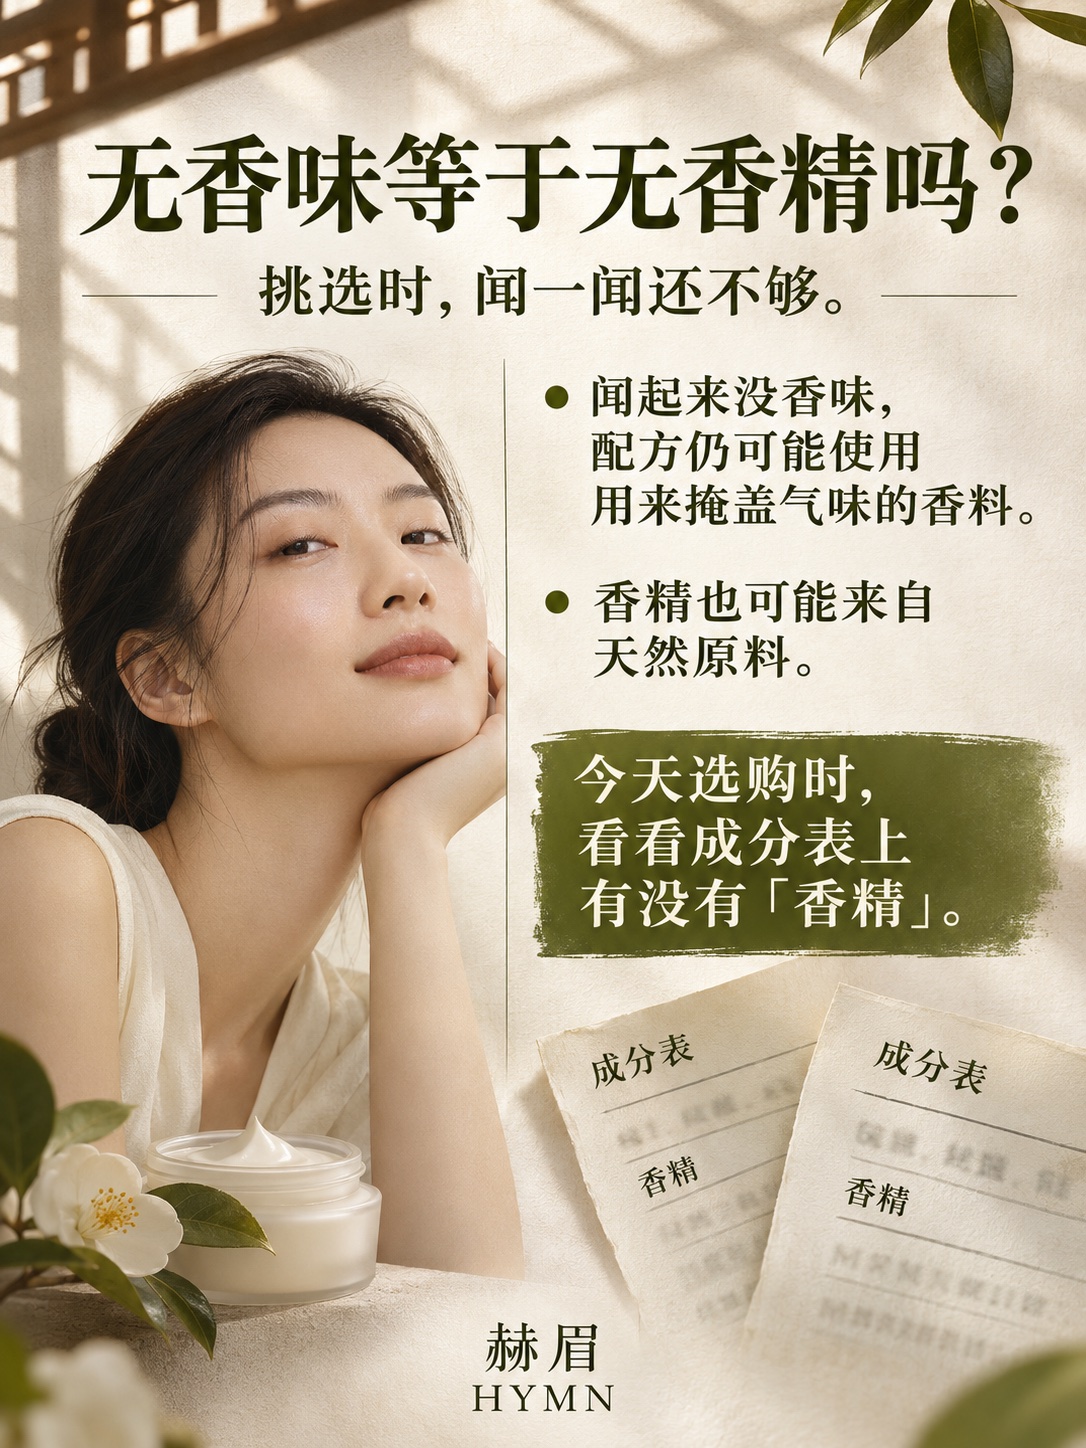 无香味等于无香精吗？
挑选时，闻一闻还不够。
闻起来没香味，
配方仍可能使用
用来掩盖气味的香料。
香精也可能来自
天然原料。
今天选购时，
看看成分表上
有没有「香精」。
成分表
香精
成分表
香精
赫眉
HYMN